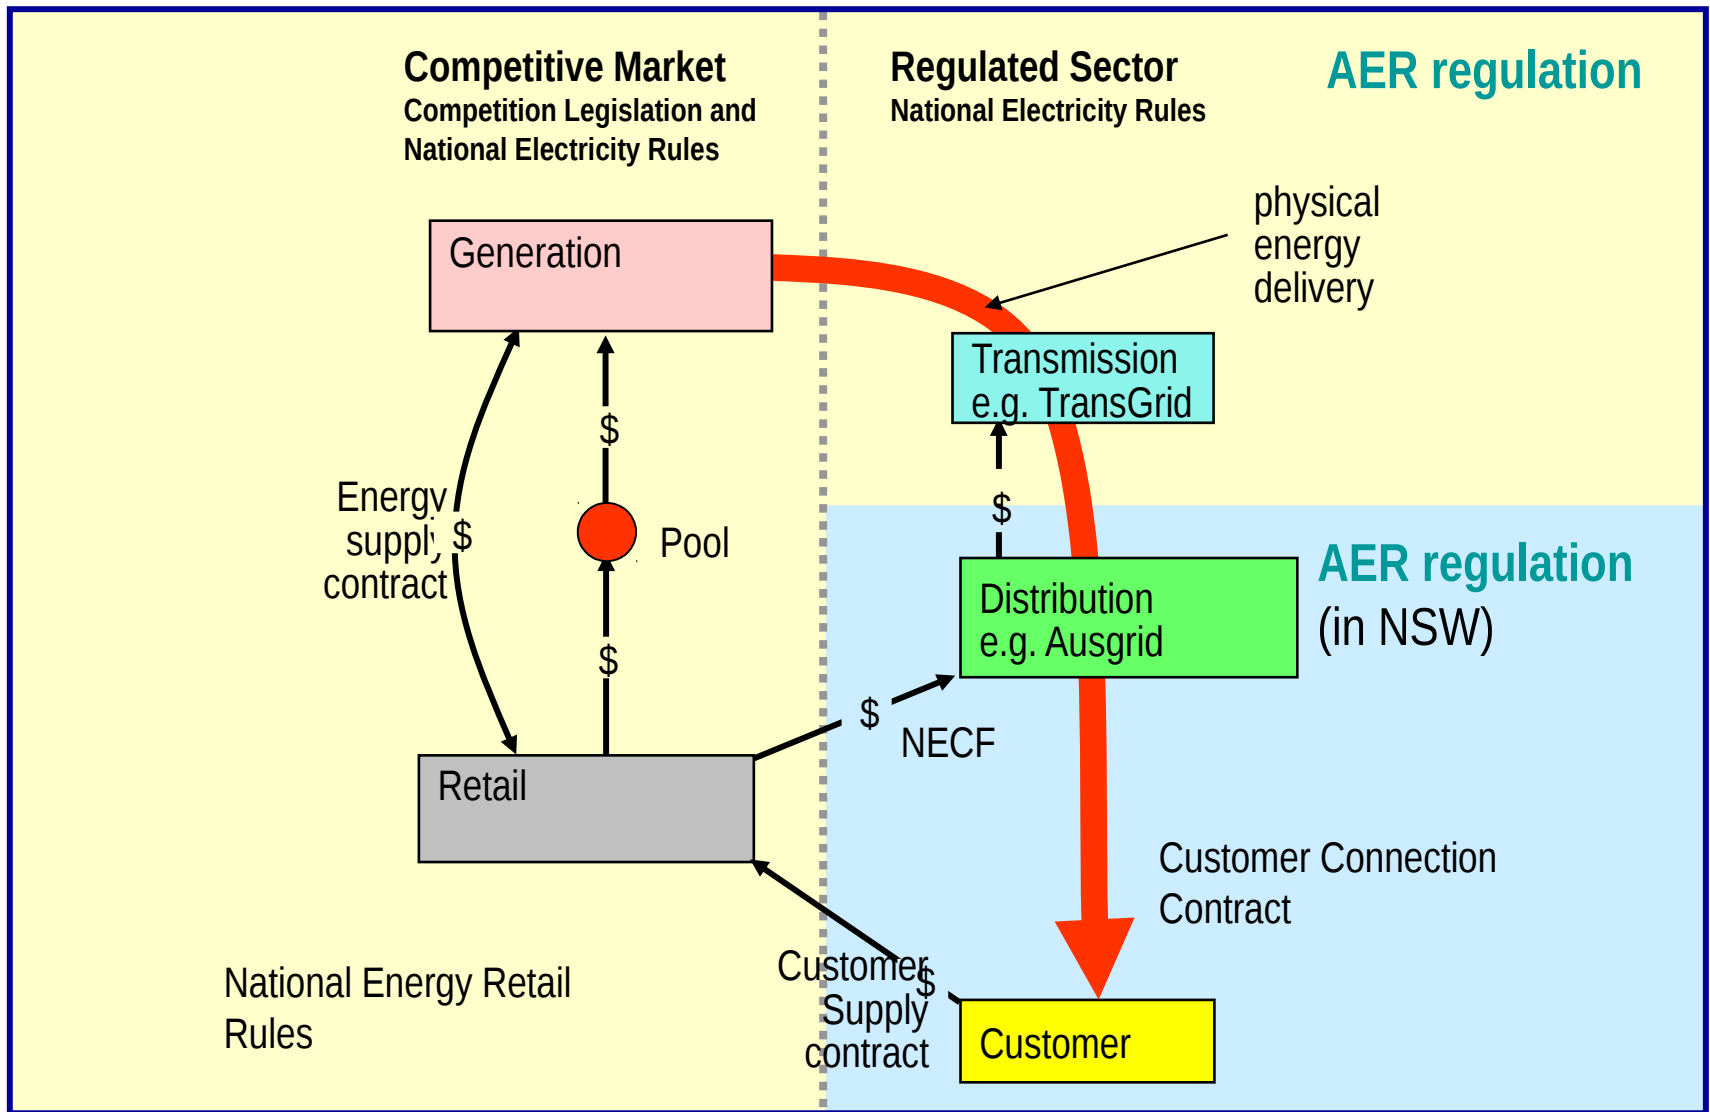 Competitive Market
Competition Legislation and
National Electricity Rules
Regulated Sector
National Electricity Rules
AER regulation
physical
energy
delivery
Generation
Transmission
e.g. TransGrid
$
Energy
supply
contract
$
Pool
$
AER regulation
(in NSW)
Distribution
e.g. Ausgrid
$
$
NECF
Retail
Customer Connection
Contract
National Energy Retail
Rules
Customer
Supply
contract
$
Customer